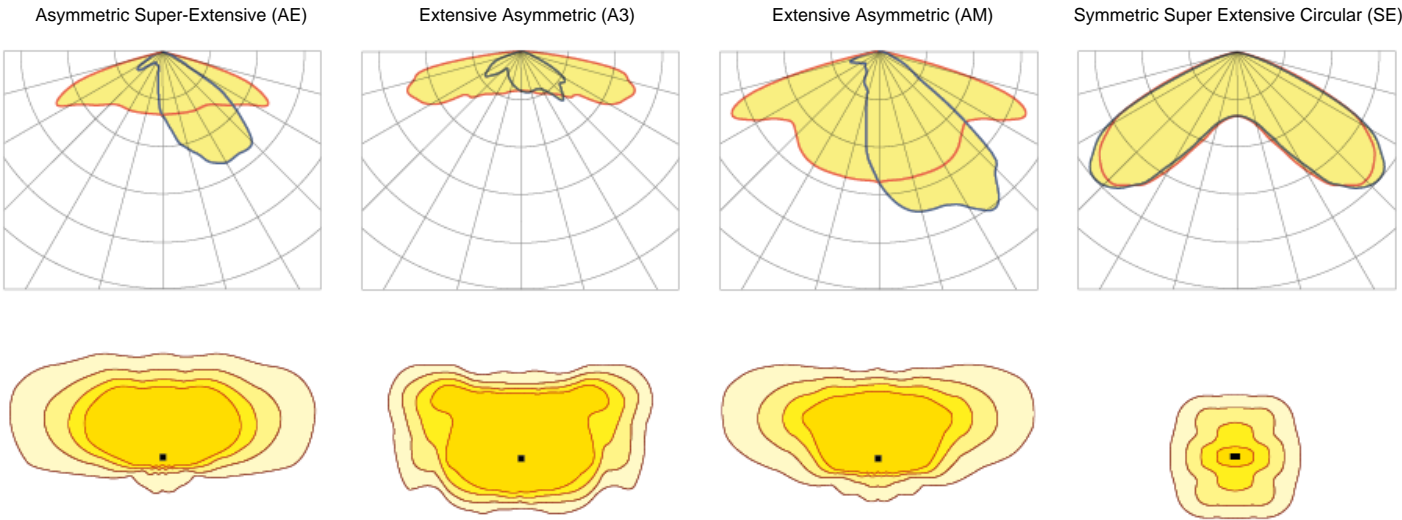 Asymmetric Super-Extensive (AE)
Extensive Asymmetric (A3)
Extensive Asymmetric (AM)
Symmetric Super Extensive Circular (SE)